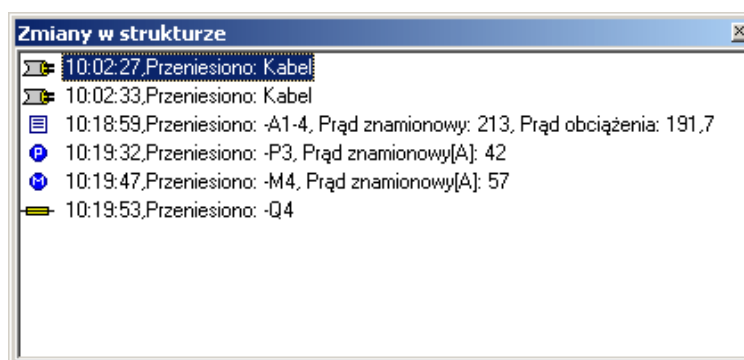 Zmiany w strukturze
10:02:27,Przeniesiono: Kabel
10:02:33,Przeniesiono: Kabel
10:18:59,Przeniesiono: -A1-4, Prąd znamionowy: 213, Prąd obciążenia: 191,7
P 10:19:32,Przeniesiono: -P3, Prąd znamionowy[A]: 42
M 10:19:47,Przeniesiono: -M4, Prąd znamionowy[A]: 57
10:19:53,Przeniesiono: -Q4